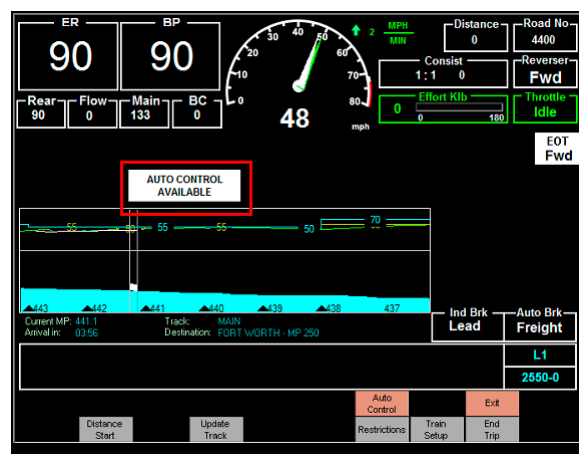 ER BP Distance Road No
90 90 0 4400
2 MPH
MIN
Consist Reverser
1:1 0 Fwd
Rear Flow Main BC
90 0 133 0
0 10 20 30 40 50 60 70 80
48 mph
Effort Klb Throttle
0 0 180 Idle
EOT
Fwd
AUTO CONTROL
AVAILABLE
55 50 55 55 50 70
443 442 441 440 439 438 437
Current MP: 441.1 Track: MAIN
Arrival in: 03:56 Destination: FORT WORTH - MP 250
Ind Brk Auto Brk
Lead Freight
L1
2550-0
Auto
Control
Exit
Distance
Start
Update
Track
Restrictions
Train
Setup
End
Trip